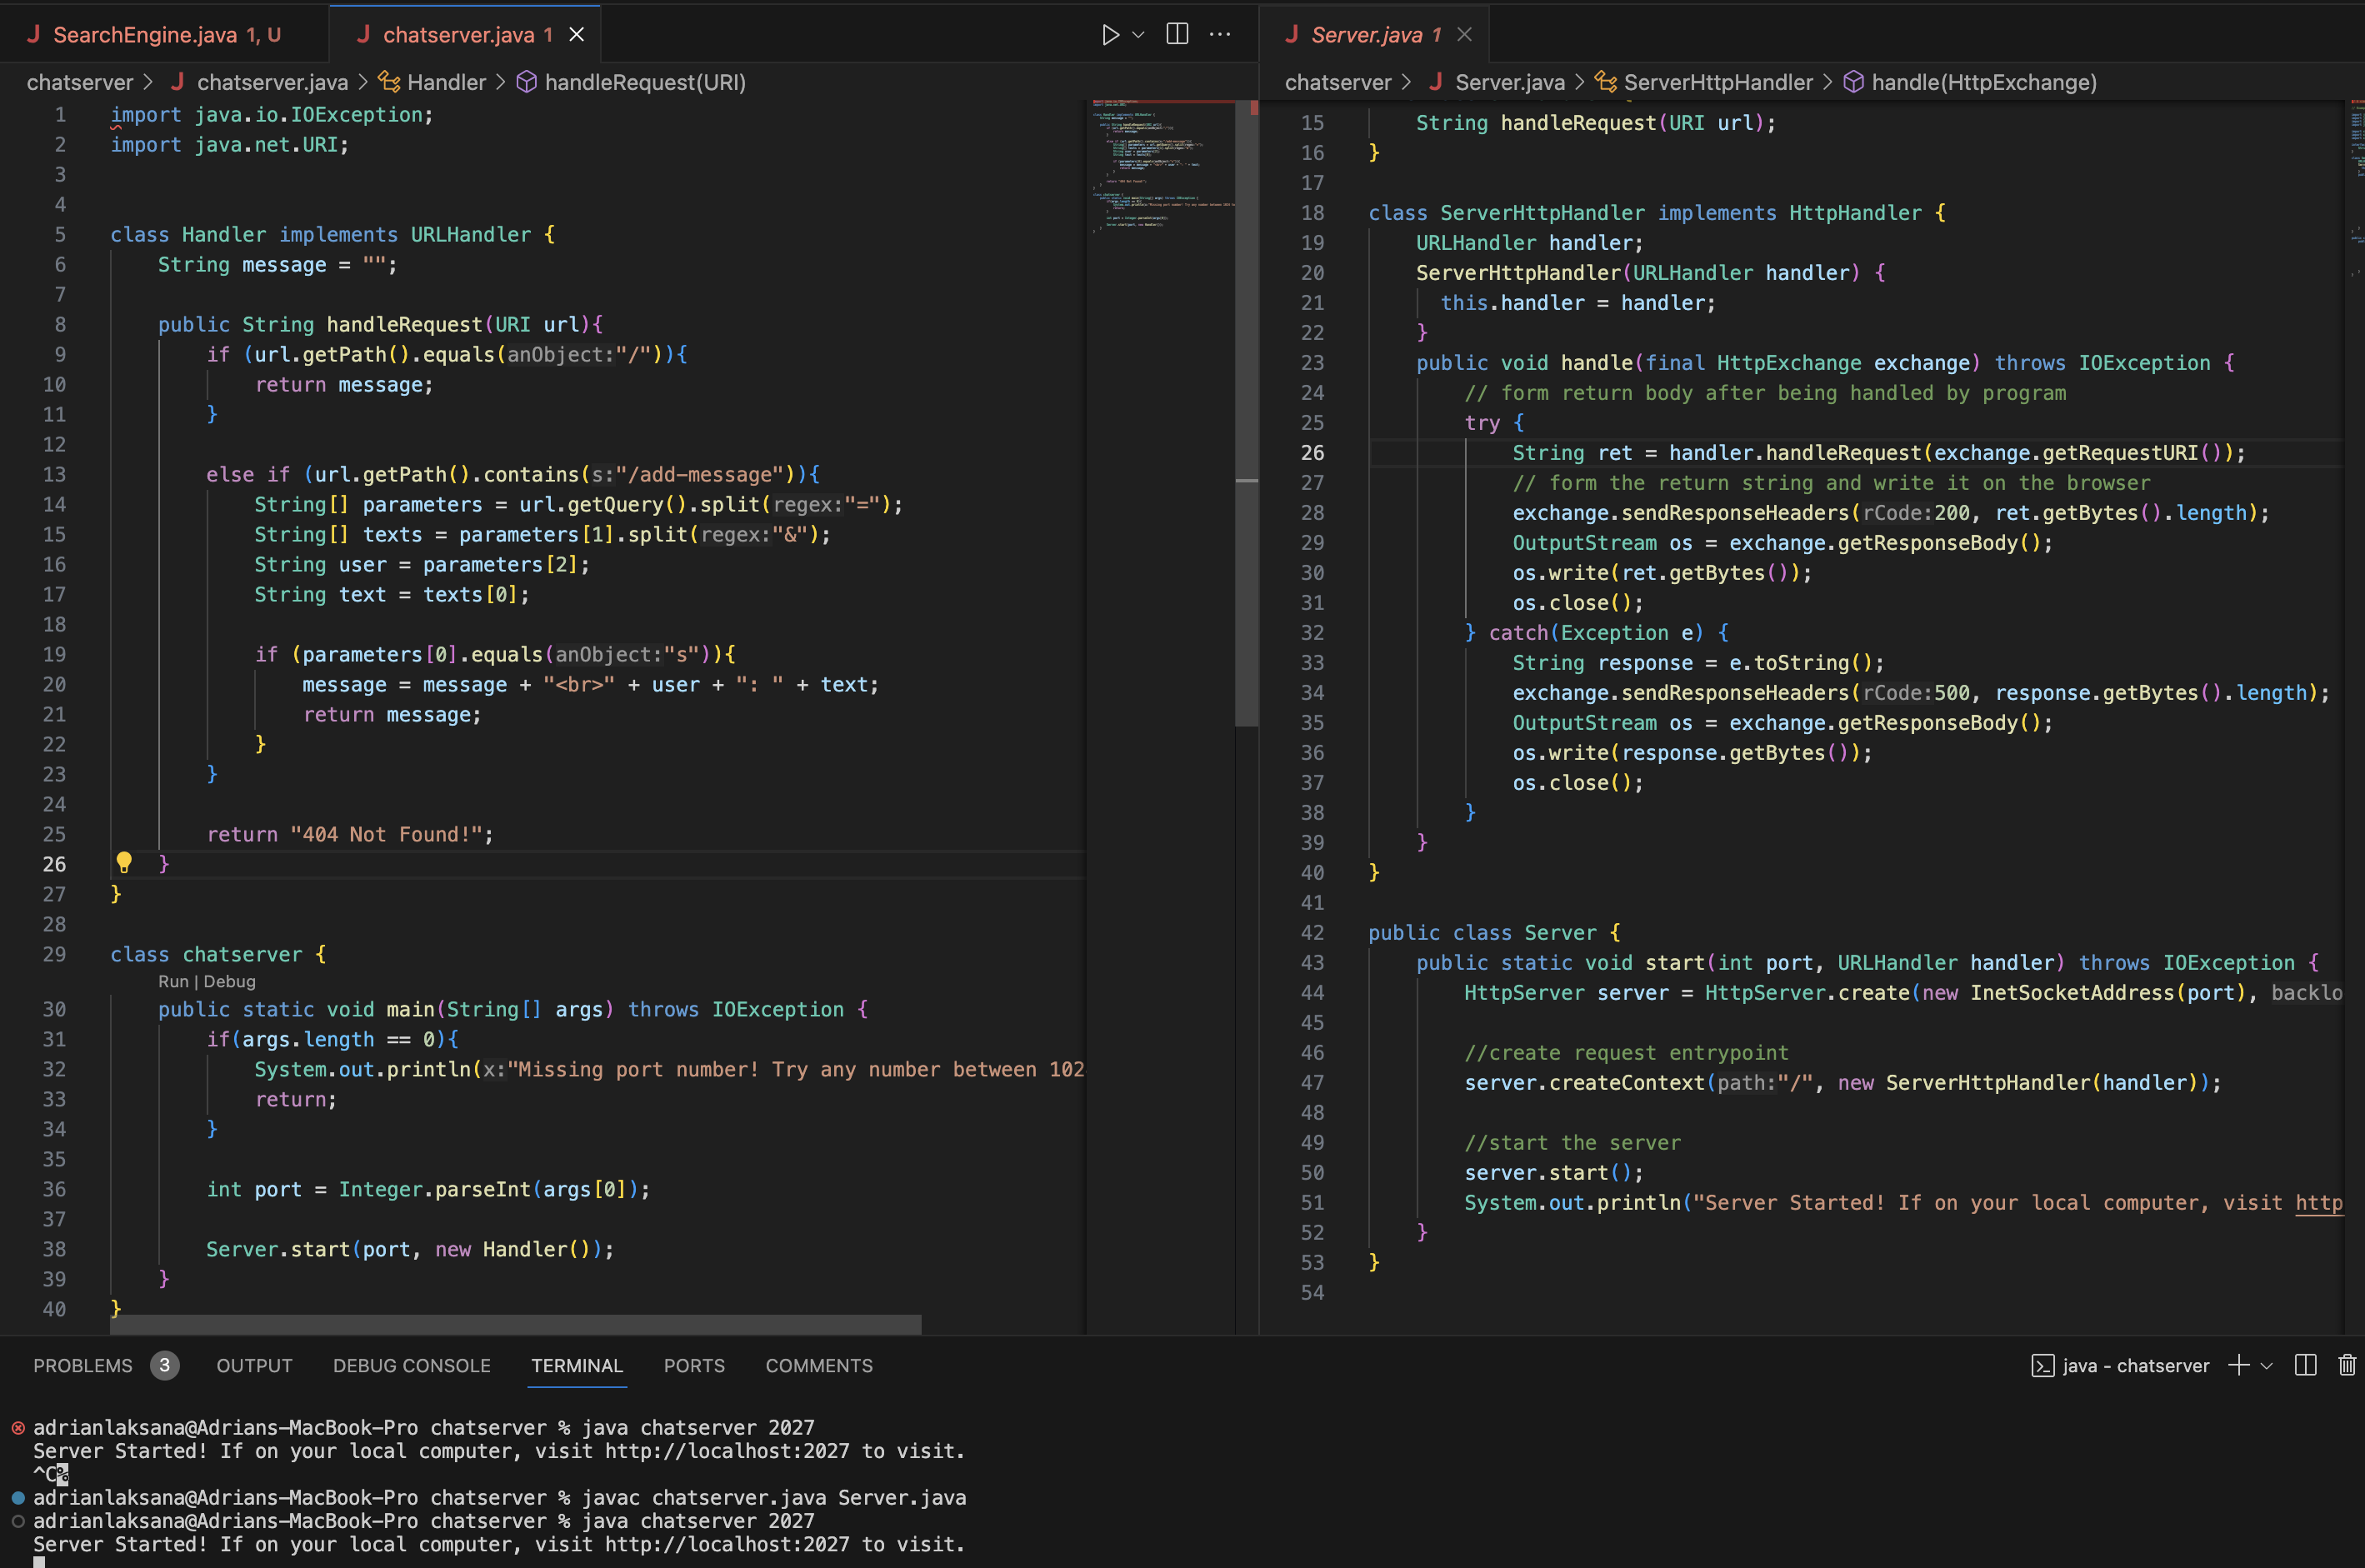 SearchEngine.java 1, U
chatserver.java 1
chatserver > chatserver.java > Handler > handleRequest(URI)
1 import java.io.IOException;
2 import java.net.URI;
3
4
5 class Handler implements URLHandler {
6 String message = "";
7
8 public String handleRequest(URI url){
9 if (url.getPath().equals(anObject:"/")){
10 return message;
11 }
12
13 else if (url.getPath().contains(s:"/add-message")){
14 String[] parameters = url.getQuery().split(regex:"=");
15 String[] texts = parameters[1].split(regex:"&");
16 String user = parameters[2];
17 String text = texts[0];
18
19 if (parameters[0].equals(anObject:"s")){
20 message = message + "<br>" + user + ": " + text;
21 return message;
22 }
23 }
24
25 return "404 Not Found!";
26 }
27 }
28
29 class chatserver {
Run | Debug
30 public static void main(String[] args) throws IOException {
31 if(args.length == 0){
32 System.out.println(x:"Missing port number! Try any number between 102
33 return;
34 }
35
36 int port = Integer.parseInt(args[0]);
37
38 Server.start(port, new Handler());
39 }
40 }
Server.java 1
chatserver > Server.java > ServerHttpHandler > handle(HttpExchange)
15 String handleRequest(URI url);
16 }
17
18 class ServerHttpHandler implements HttpHandler {
19 URLHandler handler;
20 ServerHttpHandler(URLHandler handler) {
21 this.handler = handler;
22 }
23 public void handle(final HttpExchange exchange) throws IOException {
24 // form return body after being handled by program
25 try {
26 String ret = handler.handleRequest(exchange.getRequestURI());
27 // form the return string and write it on the browser
28 exchange.sendResponseHeaders(rCode:200, ret.getBytes().length);
29 OutputStream os = exchange.getResponseBody();
30 os.write(ret.getBytes());
31 os.close();
32 } catch(Exception e) {
33 String response = e.toString();
34 exchange.sendResponseHeaders(rCode:500, response.getBytes().length);
35 OutputStream os = exchange.getResponseBody();
36 os.write(response.getBytes());
37 os.close();
38 }
39 }
40 }
41
42 public class Server {
43 public static void start(int port, URLHandler handler) throws IOException {
44 HttpServer server = HttpServer.create(new InetSocketAddress(port), backlo
45
46 //create request entrypoint
47 server.createContext(path:"/", new ServerHttpHandler(handler));
48
49 //start the server
50 server.start();
51 System.out.println("Server Started! If on your local computer, visit http
52 }
53 }
54
PROBLEMS 3 OUTPUT DEBUG CONSOLE TERMINAL PORTS COMMENTS
java - chatserver
adrianlaksana@Adrians-MacBook-Pro chatserver % java chatserver 2027
Server Started! If on your local computer, visit http://localhost:2027 to visit.
^C%
adrianlaksana@Adrians-MacBook-Pro chatserver % javac chatserver.java Server.java
adrianlaksana@Adrians-MacBook-Pro chatserver % java chatserver 2027
Server Started! If on your local computer, visit http://localhost:2027 to visit.